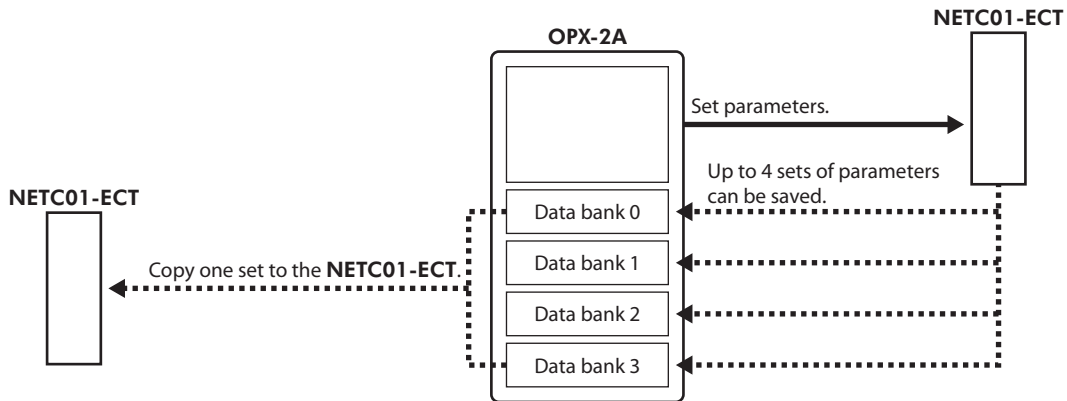 NETC01-ECT
OPX-2A
Set parameters.
Up to 4 sets of parameters
can be saved.
NETC01-ECT
Data bank 0
Data bank 1
Copy one set to the NETC01-ECT.
Data bank 2
Data bank 3